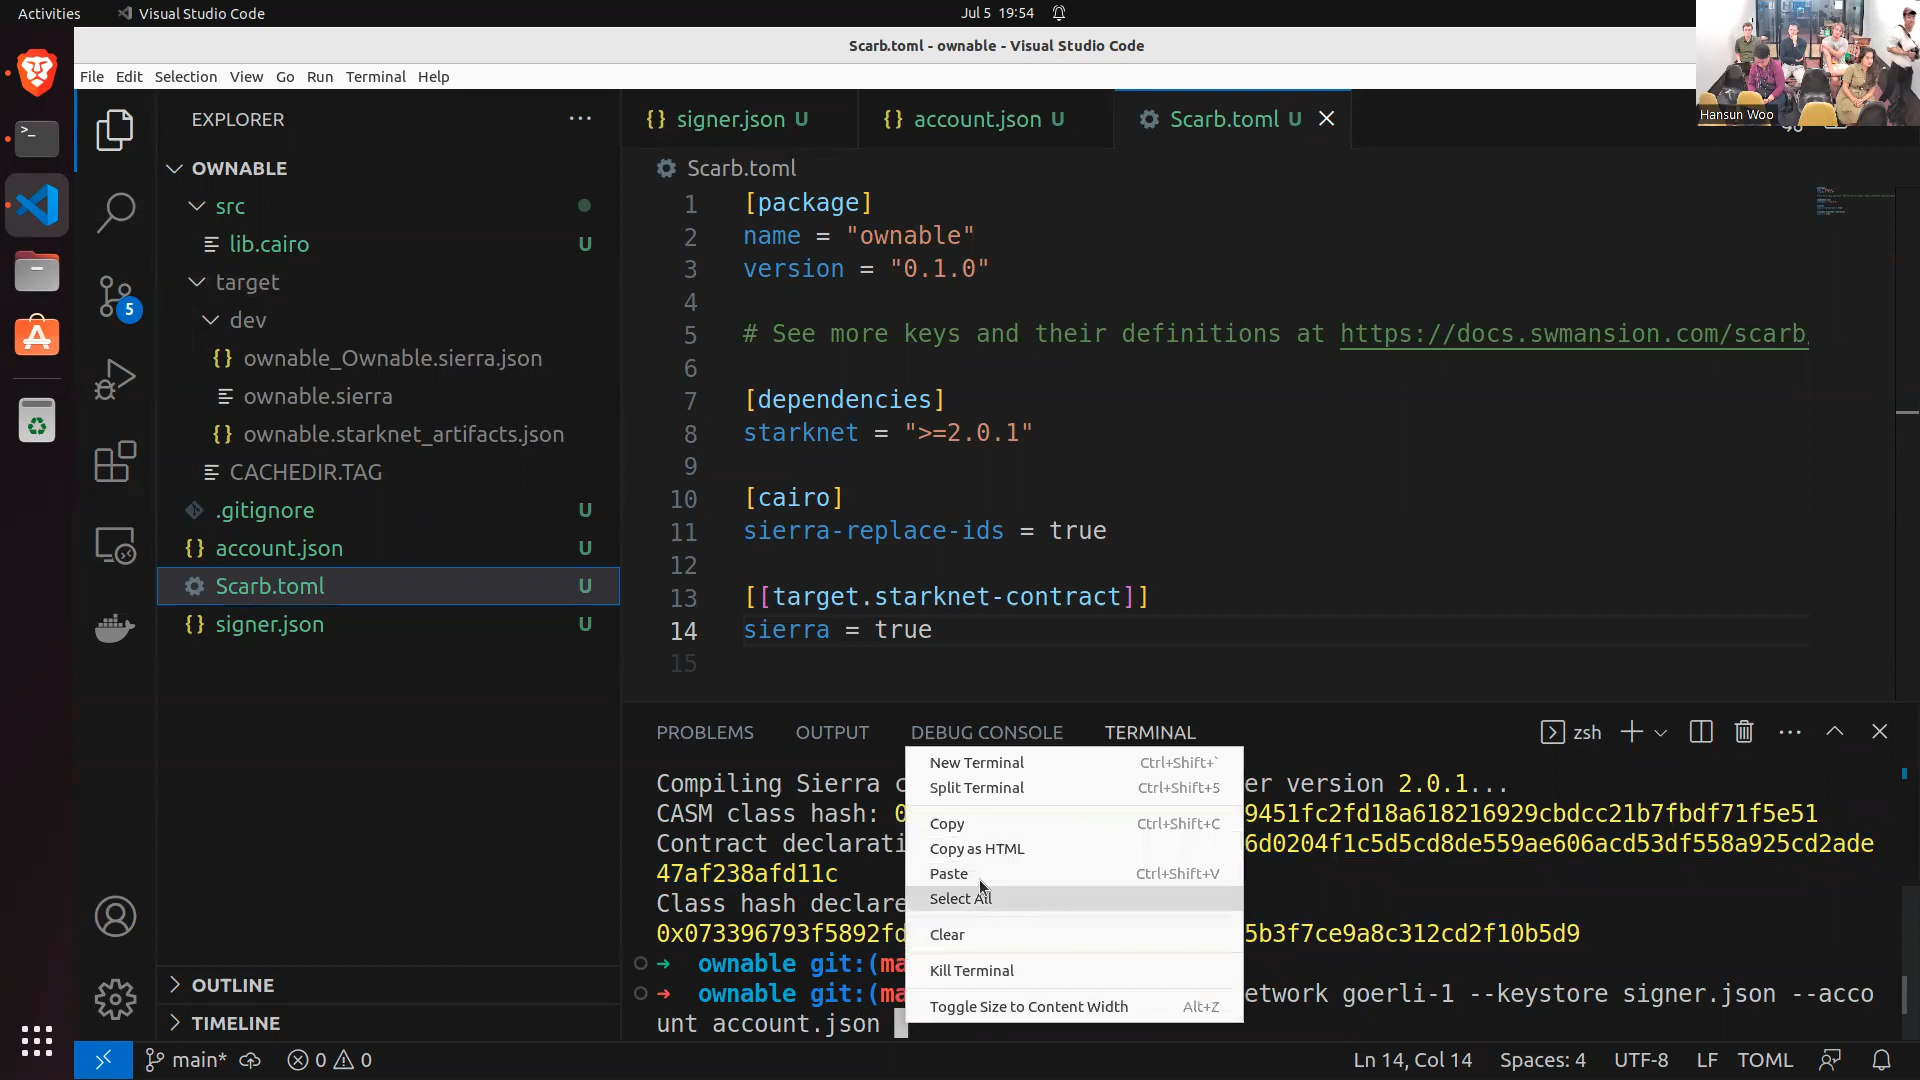 Activities
Visual Studio Code
Jul 5 19:54
Scarb.toml - ownable - Visual Studio Code
Hansun Woo
File Edit Selection View Go Run Terminal Help
EXPLORER
OWNABLE
src
lib.cairo U
target
dev
{} ownable_Ownable.sierra.json
ownable.sierra
{} ownable.starknet_artifacts.json
CACHEDIR.TAG
.gitignore U
{} account.json U
Scarb.toml U
{} signer.json U
OUTLINE
TIMELINE
5
{} signer.json U
{} account.json U
Scarb.toml U
Scarb.toml
1 [package]
2 name = "ownable"
3 version = "0.1.0"
4
5 # See more keys and their definitions at https://docs.swmansion.com/scarb/
6
7 [dependencies]
8 starknet = ">=2.0.1"
9
10 [cairo]
11 sierra-replace-ids = true
12
13 [[target.starknet-contract]]
14 sierra = true
15
PROBLEMS OUTPUT DEBUG CONSOLE TERMINAL
zsh
Compiling Sierra c er version 2.0.1...
CASM class hash: 0 9451fc2fd18a618216929cbdcc21b7fbdf71f5e51
Contract declarati 6d0204f1c5d5cd8de559ae606acd53df558a925cd2ade
47af238afd11c
Class hash declare
0x073396793f5892fd 5b3f7ce9a8c312cd2f10b5d9
→ ownable git:(ma
→ ownable git:(ma etwork goerli-1 --keystore signer.json --acco
unt account.json
New Terminal Ctrl+Shift+`
Split Terminal Ctrl+Shift+5
Copy Ctrl+Shift+C
Copy as HTML
Paste Ctrl+Shift+V
Select All
Clear
Kill Terminal
Toggle Size to Content Width Alt+Z
main* 0 0
Ln 14, Col 14 Spaces: 4 UTF-8 LF TOML